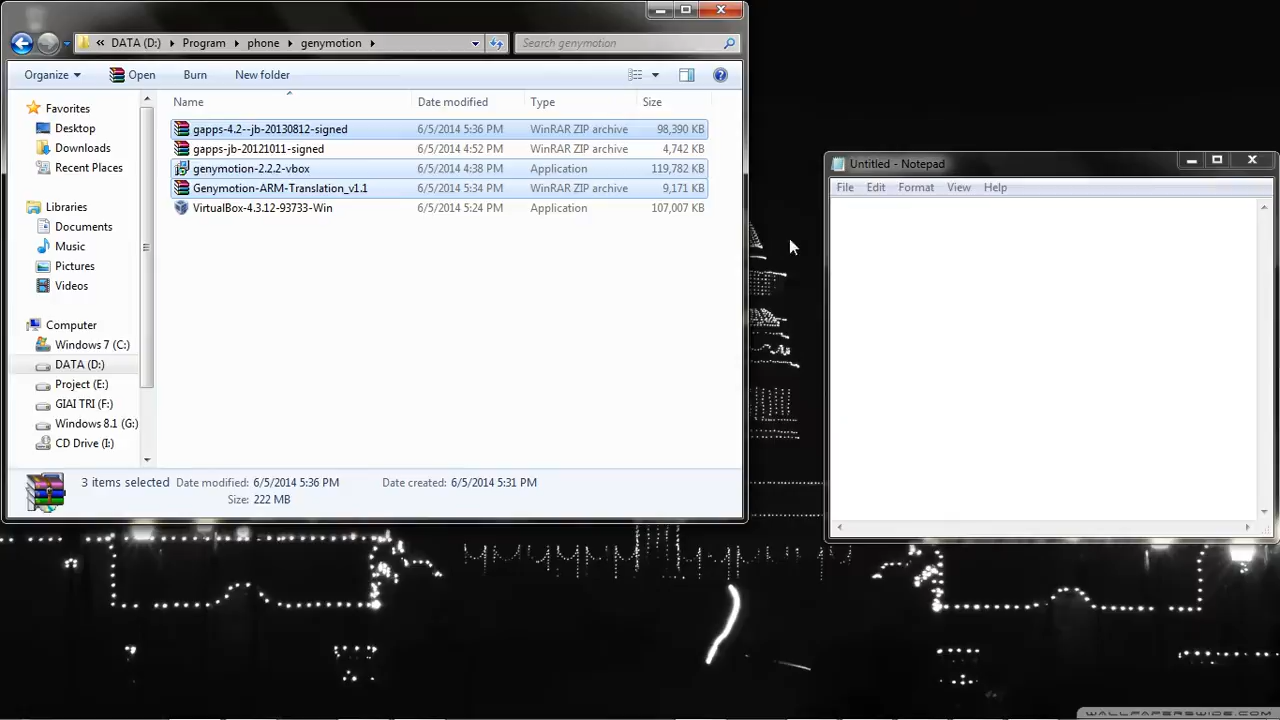 « DATA (D:) Program phone genymotion
Search genymotion
Organize Open Burn New folder
Name Date modified Type Size
Favorites
Desktop
Downloads
Recent Places
Libraries
Documents
Music
Pictures
Videos
Computer
Windows 7 (C:)
DATA (D:)
Project (E:)
GIAI TRI (F:)
Windows 8.1 (G:)
CD Drive (I:)
gapps-4.2--jb-20130812-signed 6/5/2014 5:36 PM WinRAR ZIP archive 98,390 KB
gapps-jb-20121011-signed 6/5/2014 4:52 PM WinRAR ZIP archive 4,742 KB
genymotion-2.2.2-vbox 6/5/2014 4:38 PM Application 119,782 KB
Genymotion-ARM-Translation_v1.1 6/5/2014 5:34 PM WinRAR ZIP archive 9,171 KB
VirtualBox-4.3.12-93733-Win 6/5/2014 5:24 PM Application 107,007 KB
3 items selected Date modified: 6/5/2014 5:36 PM Date created: 6/5/2014 5:31 PM
Size: 222 MB
Untitled - Notepad
File Edit Format View Help
WALLPAPERSWIDE.COM